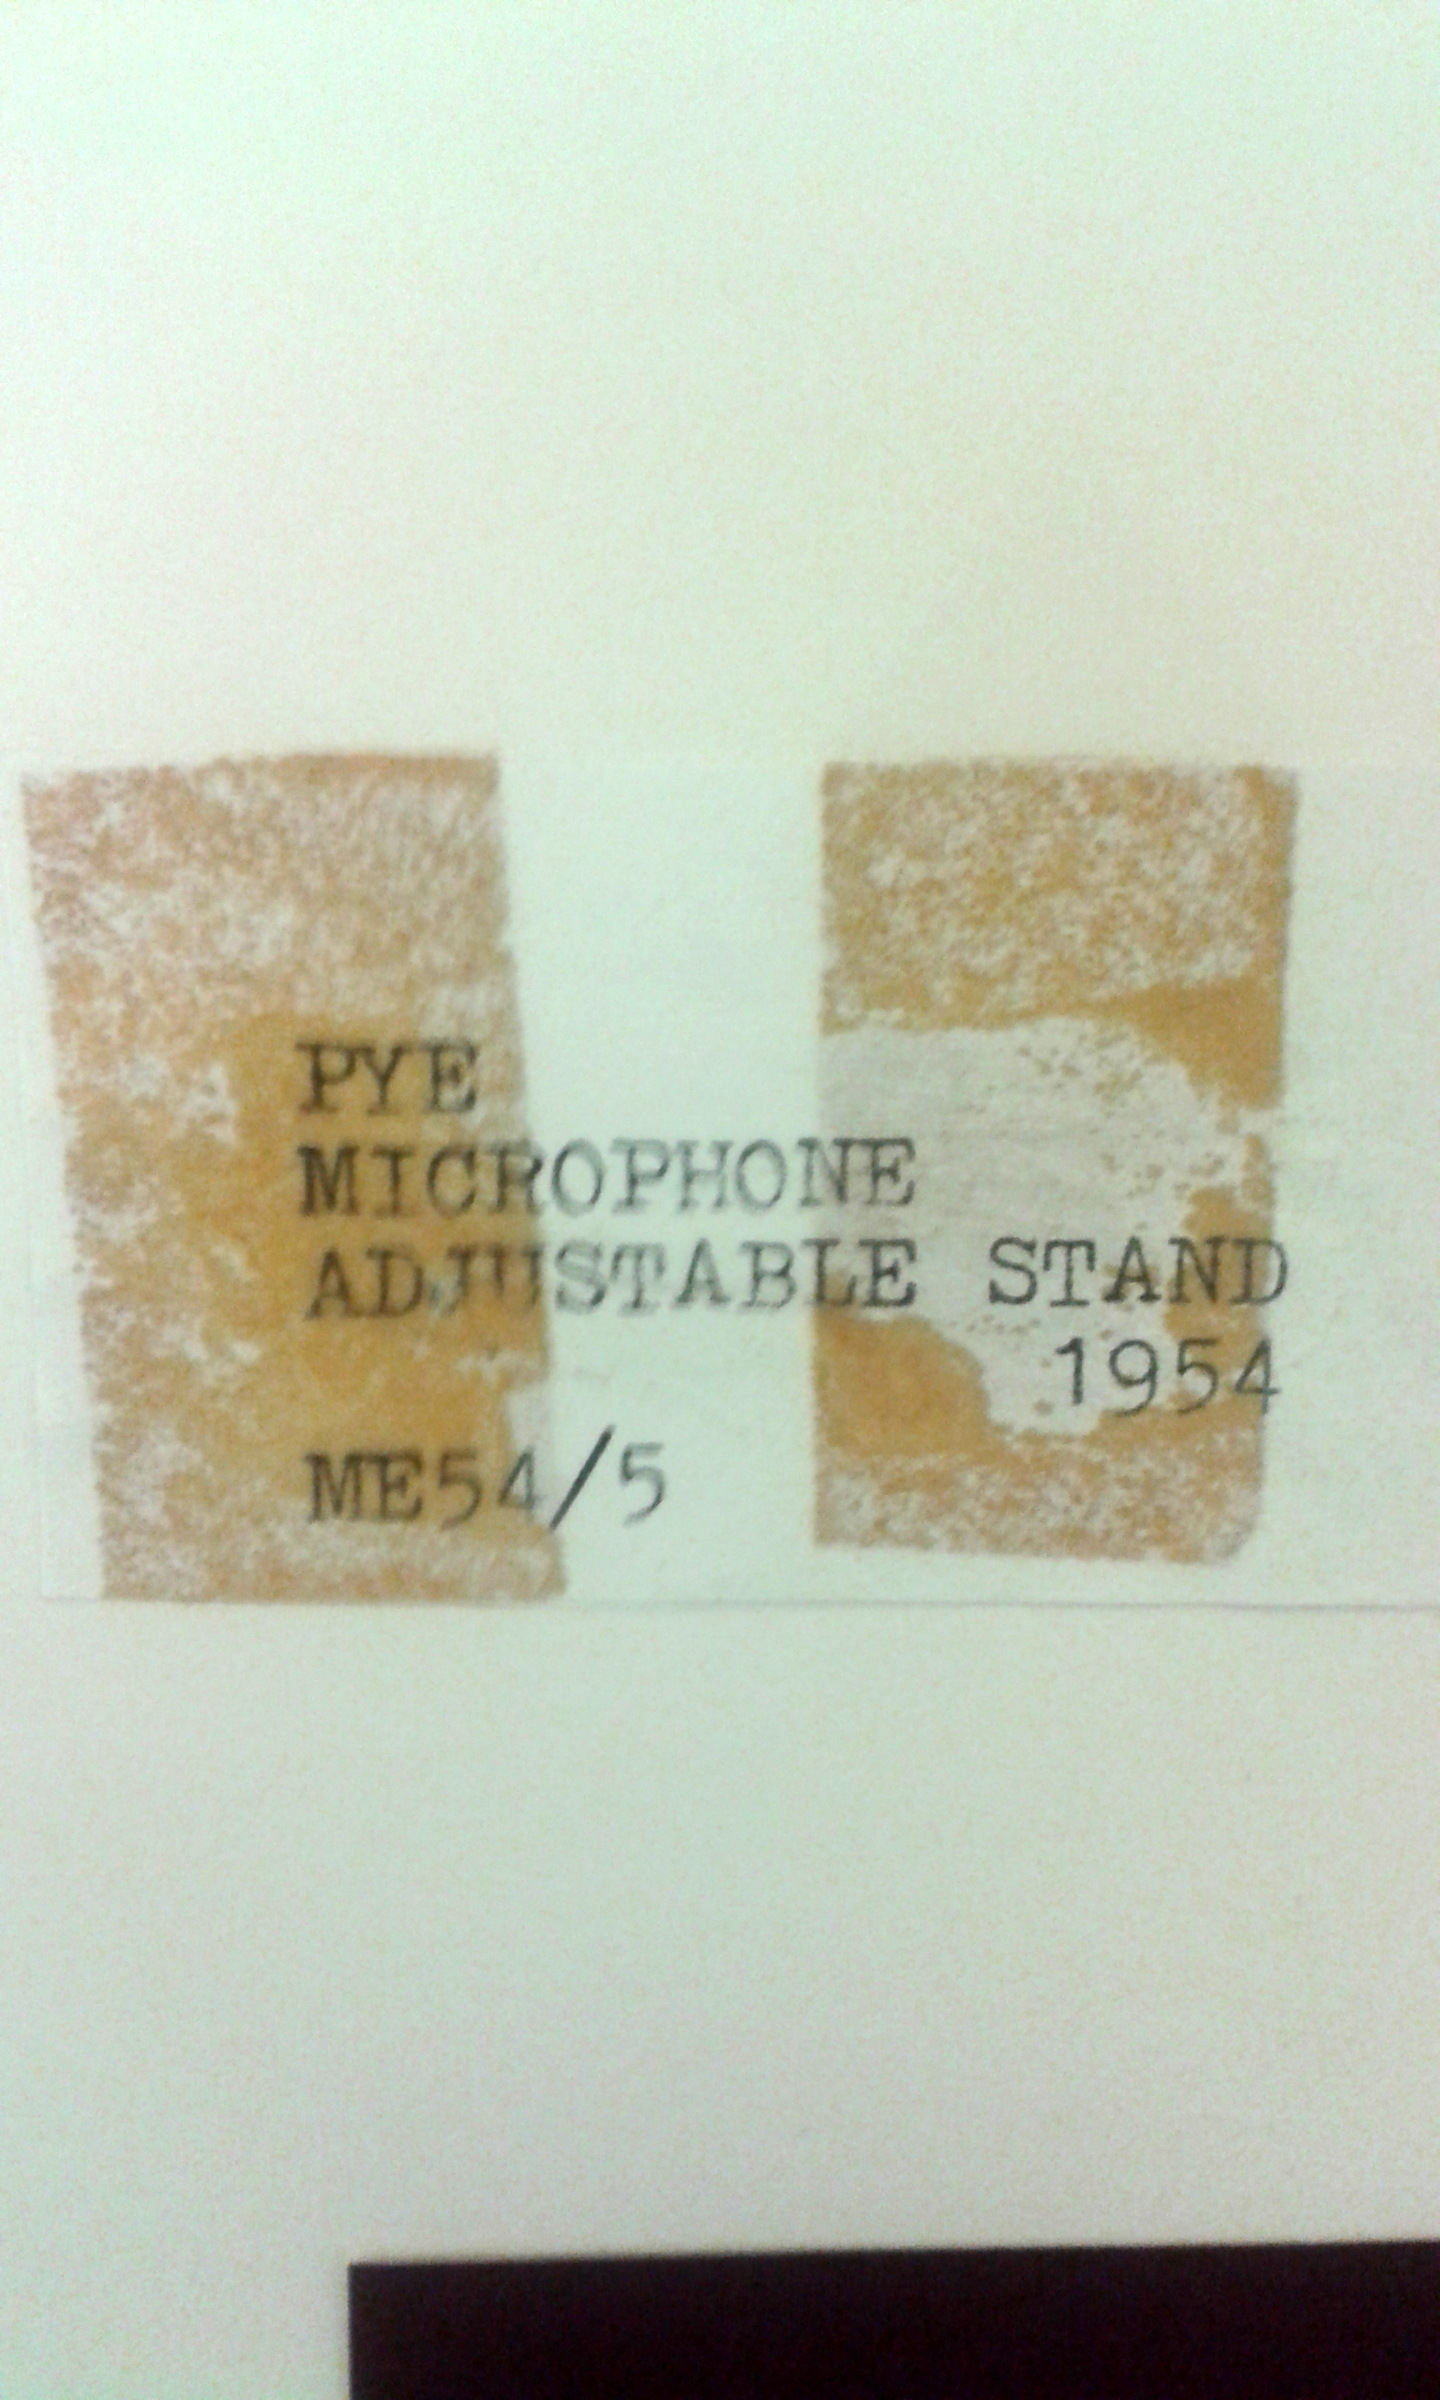 PYE
MICROPHONE
ADJUSTABLE STAND
1954
ME54/5